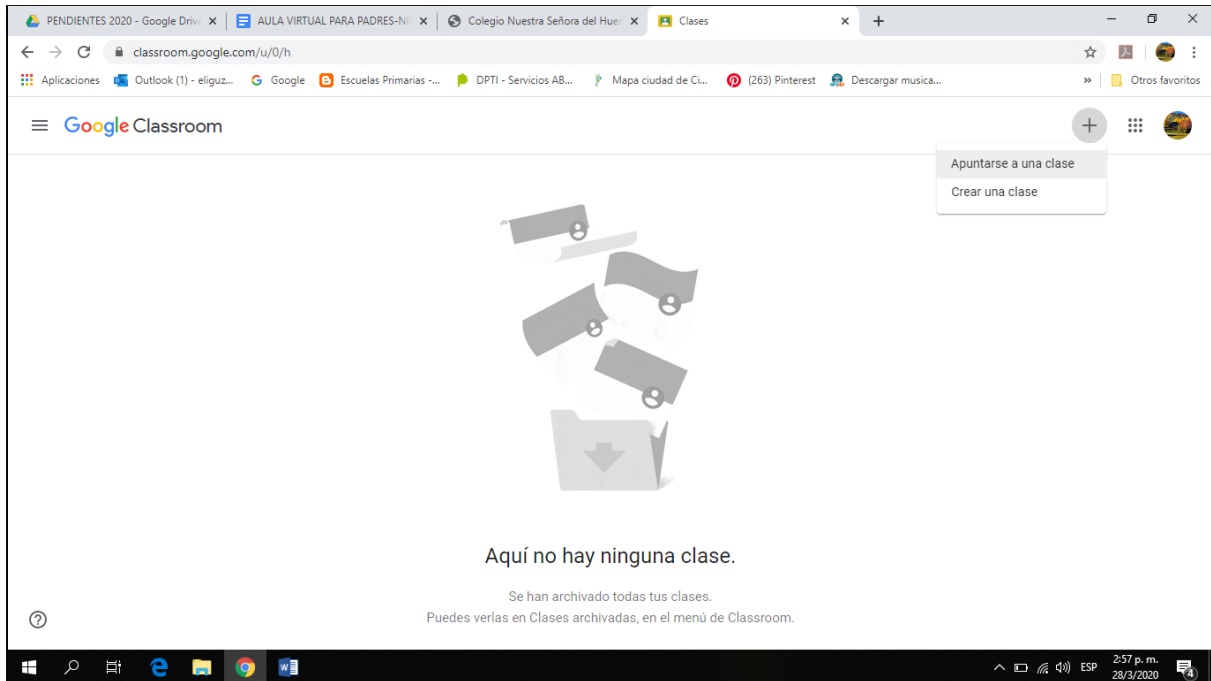 PENDIENTES 2020 - Google Drive
AULA VIRTUAL PARA PADRES-NI
Colegio Nuestra Señora del Huer
Clases
classroom.google.com/u/0/h
Aplicaciones
Outlook (1) - eliguz...
Google
Escuelas Primarias -...
DPTI - Servicios AB...
Mapa ciudad de Ci...
(263) Pinterest
Descargar musica...
»
Otros favoritos
Google Classroom
Apuntarse a una clase
Crear una clase
Aquí no hay ninguna clase.
Se han archivado todas tus clases.
Puedes verlas en Clases archivadas, en el menú de Classroom.
ESP
2:57 p. m.
28/3/2020
4